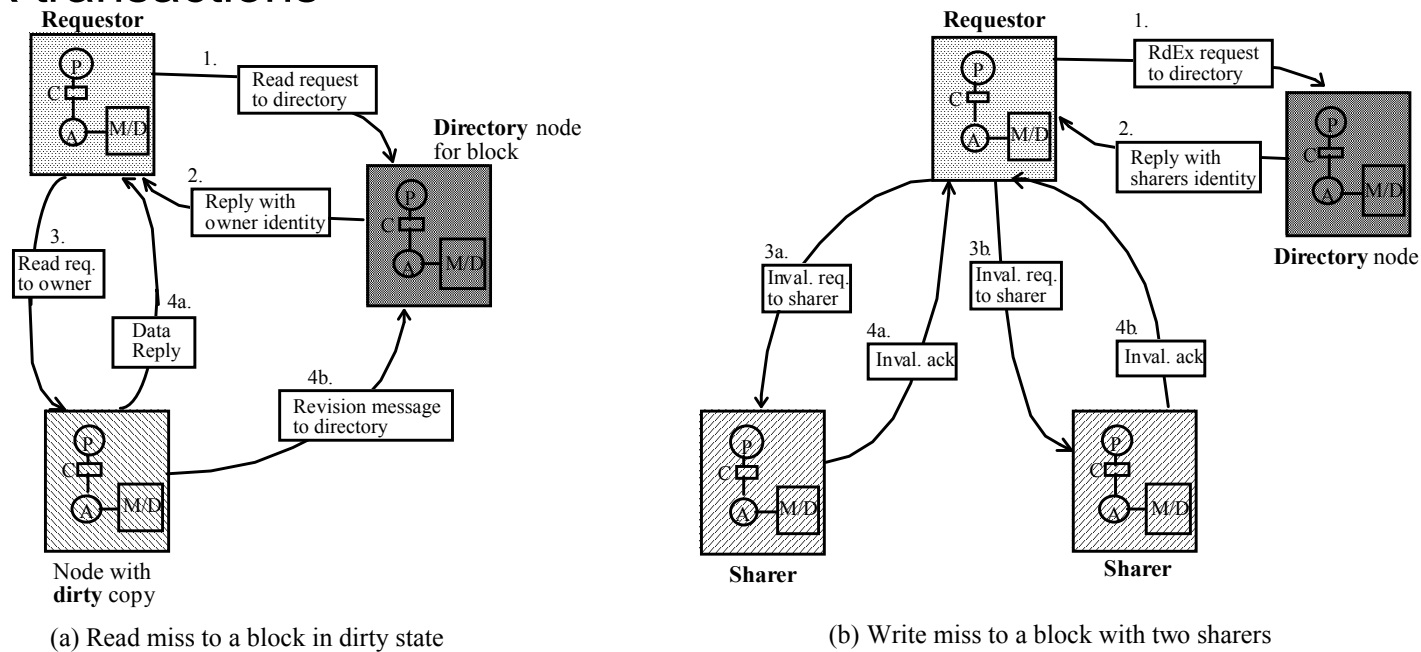 transactions
Requestor
P
C
A
M/D
1.
Read request
to directory
Directory node
for block
2.
Reply with
owner identity
P
C
A
M/D
3.
Read req.
to owner
4a.
Data
Reply
4b.
Revision message
to directory
P
C
A
M/D
Node with
dirty copy
(a) Read miss to a block in dirty state
Requestor
P
C
A
M/D
1.
RdEx request
to directory
2.
Reply with
sharers identity
P
C
A
M/D
Directory node
3a.
Inval. req.
to sharer
3b.
Inval. req.
to sharer
4a.
Inval. ack
4b.
Inval. ack
P
C
A
M/D
Sharer
P
C
A
M/D
Sharer
(b) Write miss to a block with two sharers